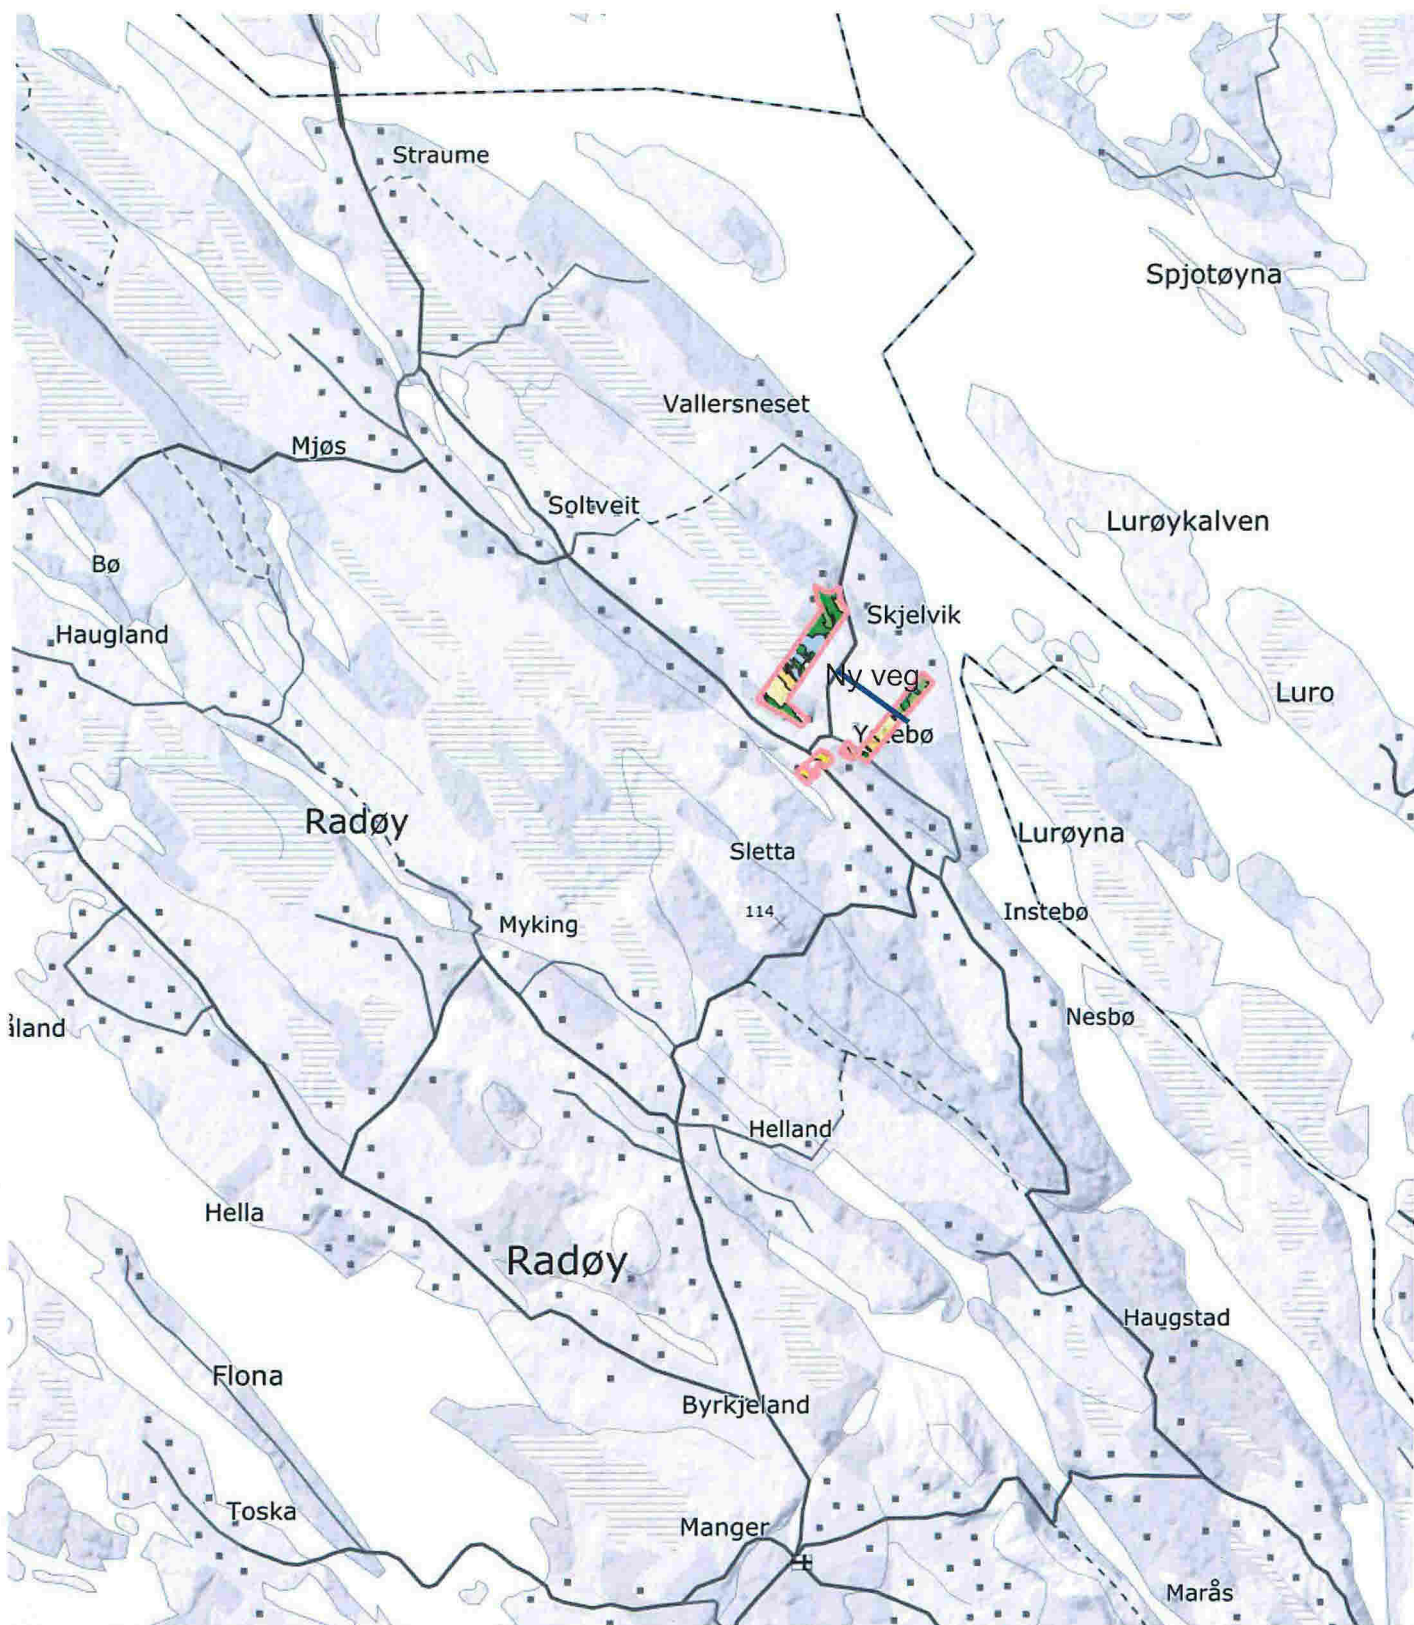 Straume
Spjotøyna
Vallersneset
Mjøs
Soltveit
Lurøykalven
Bø
Haugland
Skjelvik
Ny veg
Luro
Radøy
Lurøyna
Sletta
114
Instebø
Myking
Nesbø
åland
Helland
Hella
Radøy
Haugstad
Flona
Byrkjeland
Toska
Manger
Marås